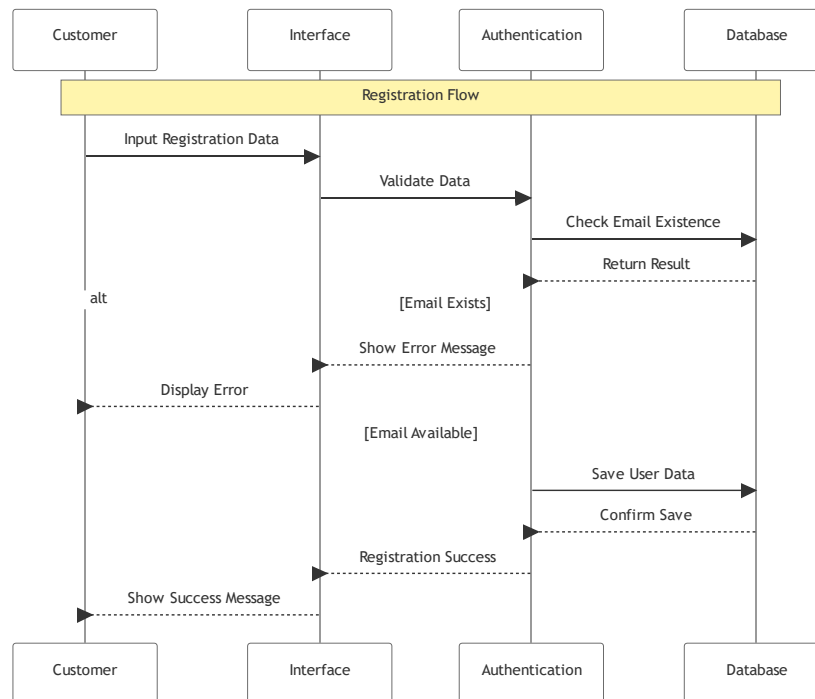 Customer
Interface
Authentication
Database
Registration Flow
Input Registration Data
Validate Data
Check Email Existence
Return Result
alt
[Email Exists]
Show Error Message
Display Error
[Email Available]
Save User Data
Confirm Save
Registration Success
Show Success Message
Customer
Interface
Authentication
Database